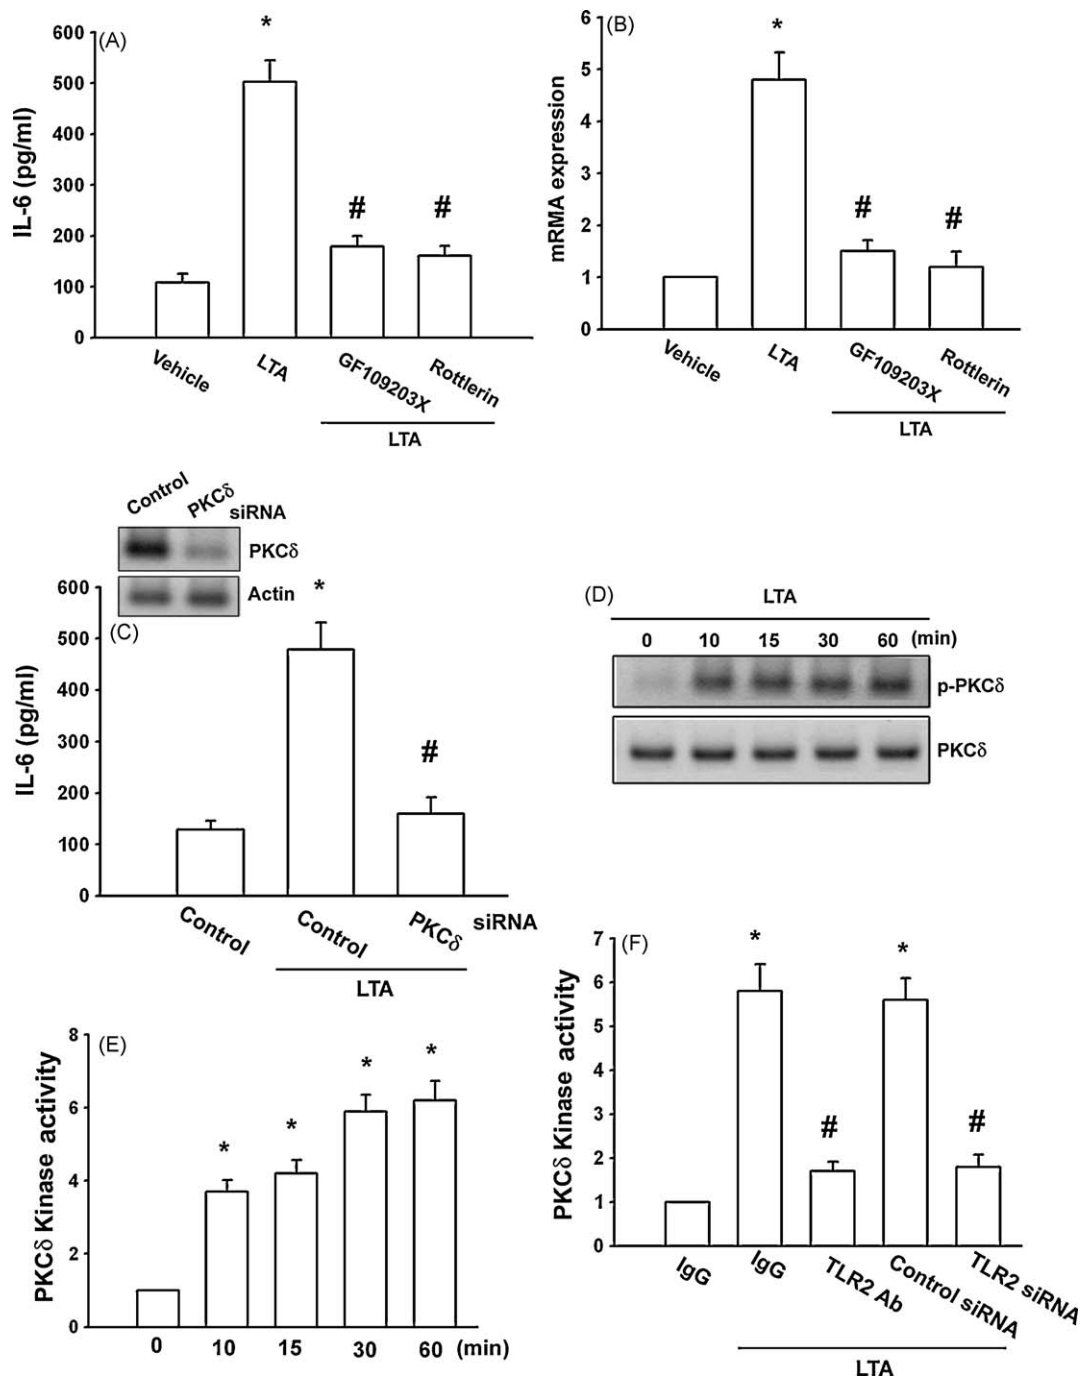 (A)
IL-6 (pg/ml)
600
500
400
300
200
100
0
*
#
#
Vehicle
LTA
GF109203X
Rottlerin
LTA
(B)
mRMA expression
6
5
4
3
2
1
0
*
#
#
Vehicle
LTA
GF109203X
Rottlerin
LTA
Control
PKCδ
siRNA
PKCδ
Actin
(C)
IL-6 (pg/ml)
600
500
400
300
200
100
0
*
#
Control
Control
PKCδ
siRNA
LTA
(D)
LTA
0 10 15 30 60 (min)
p-PKCδ
PKCδ
(E)
PKCδ Kinase activity
8
6
4
2
0
*
*
*
*
0 10 15 30 60 (min)
(F)
PKCδ Kinase activity
7
6
5
4
3
2
1
0
*
#
*
#
IgG
IgG
TLR2 Ab
Control siRNA
TLR2 siRNA
LTA